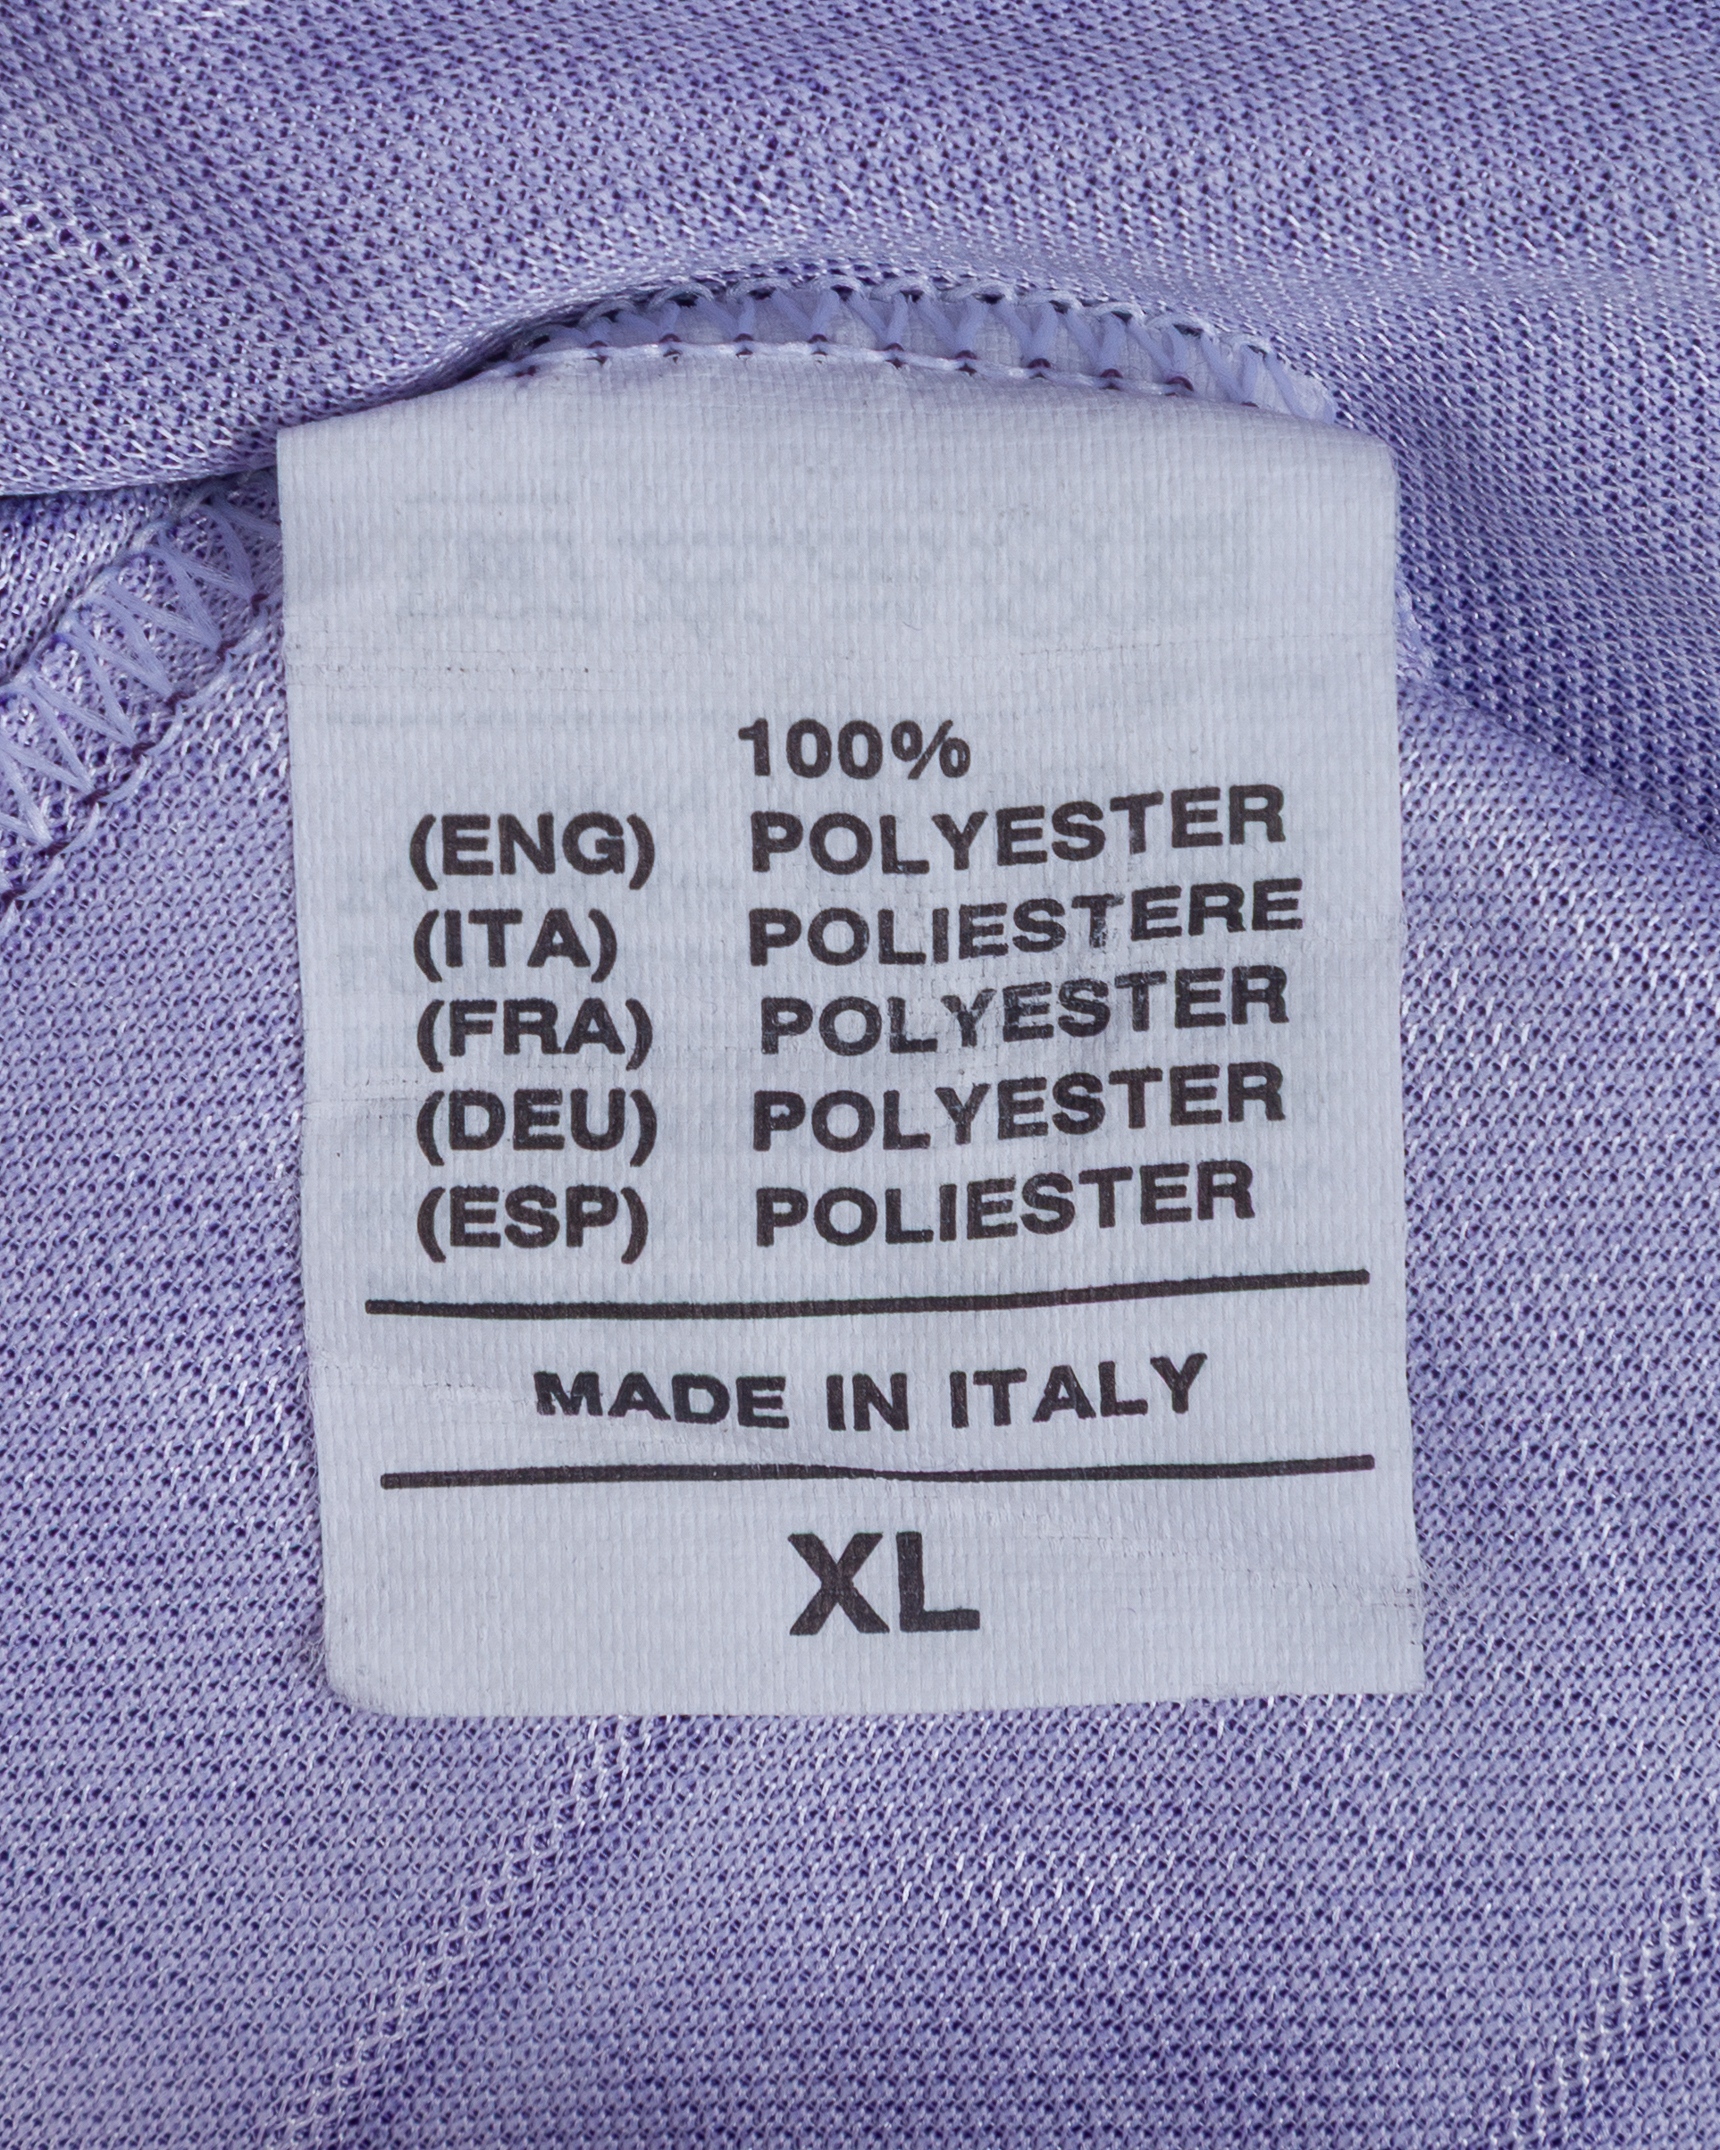 100%
(ENG) POLYESTER
(ITA) POLIESTERE
(FRA) POLYESTER
(DEU) POLYESTER
(ESP) POLIESTER
MADE IN ITALY
XL